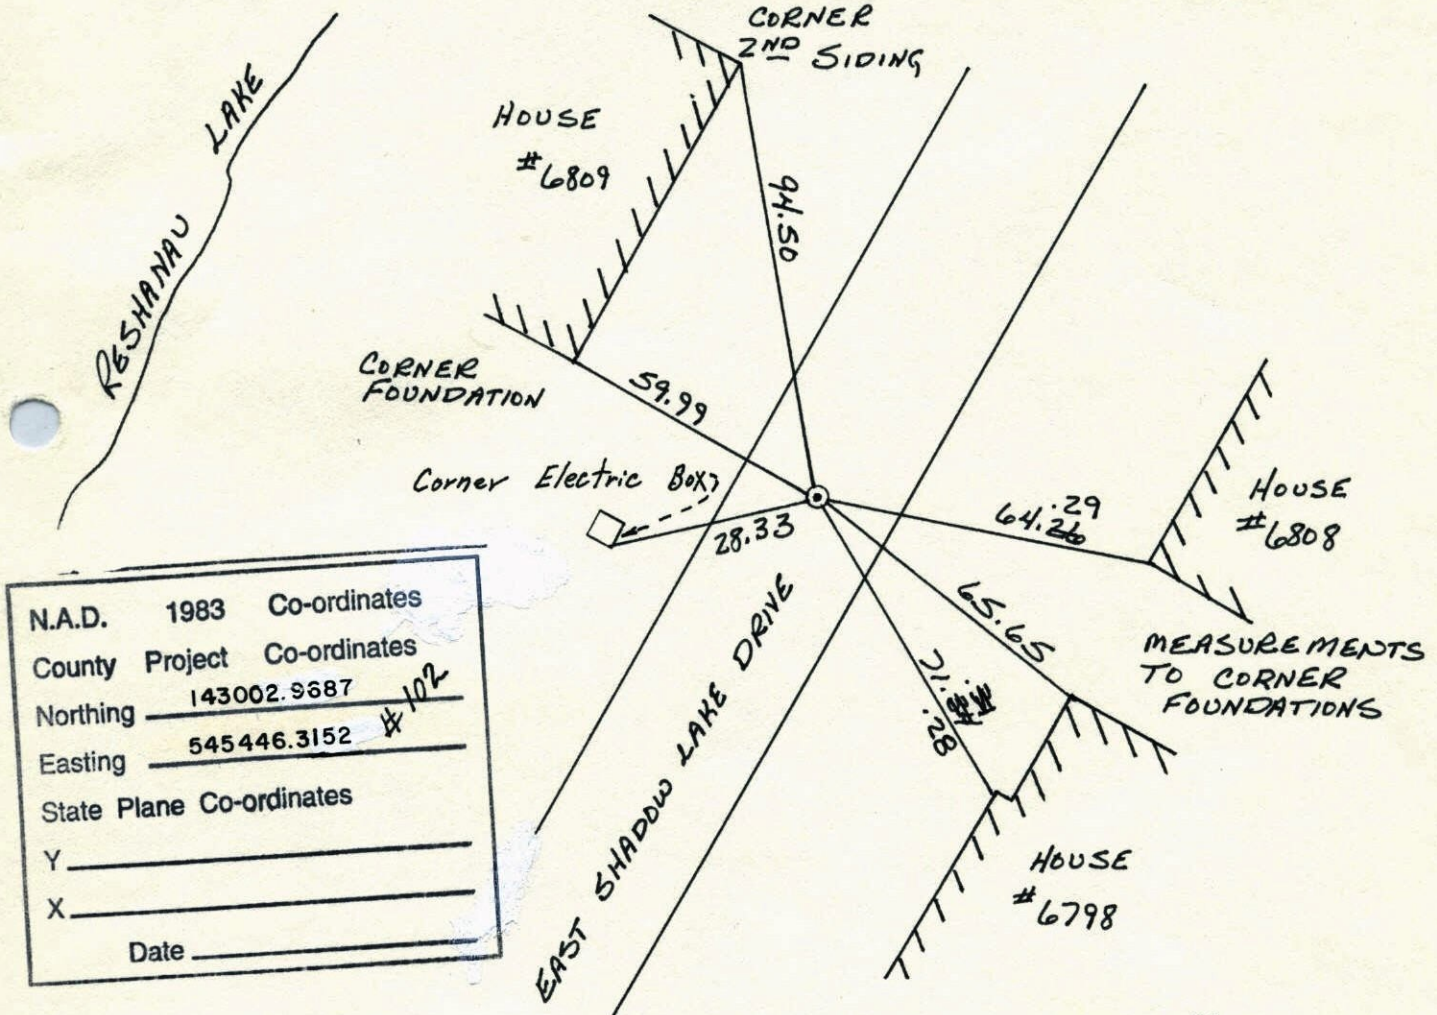 CORNER
2ND SIDING
RESHANAU LAKE
HOUSE
#6809
94.50
CORNER
FOUNDATION
59.99
Corner Electric Box
28.33
64.26
.29
HOUSE
#6808
65.65
71.
.28
MEASUREMENTS
TO CORNER
FOUNDATIONS
HOUSE
#6798
EAST SHADOW LAKE DRIVE
N.A.D. 1983 Co-ordinates
County Project Co-ordinates
Northing 143002.9687
Easting 545446.3152 #102
State Plane Co-ordinates
Y
X
Date